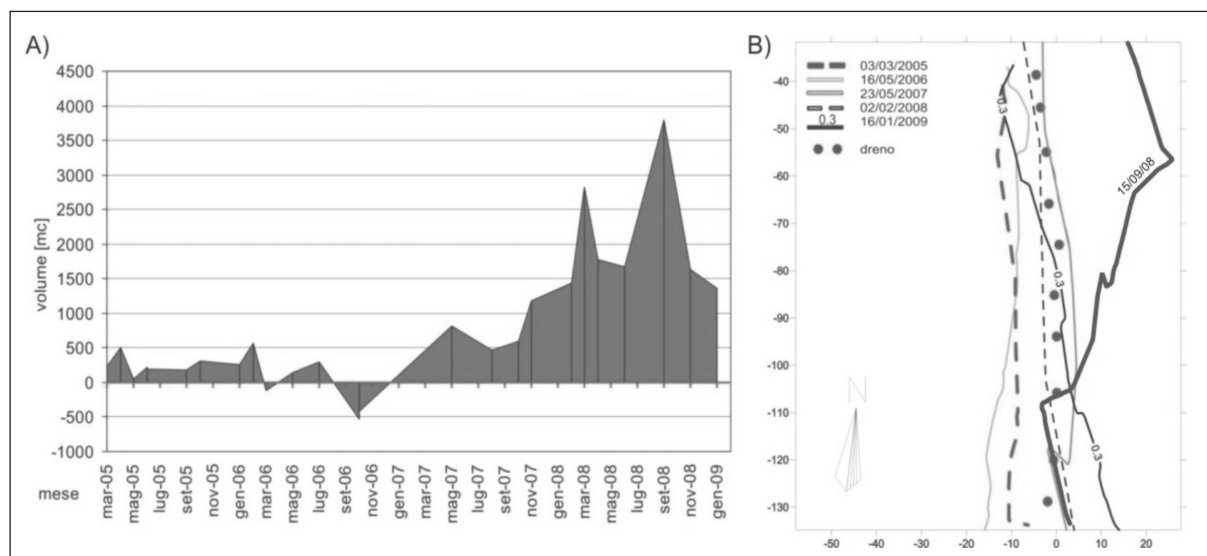 A)
4500
4000
3500
3000
2500
2000
1500
1000
500
0
-500
-1000
volume [mc]
mese
mar-05
mag-05
lug-05
set-05
nov-05
gen-06
mar-06
mag-06
lug-06
set-06
nov-06
gen-07
mar-07
mag-07
lug-07
set-07
nov-07
gen-08
mar-08
mag-08
lug-08
set-08
nov-08
gen-09
B)
03/03/2005
16/05/2006
23/05/2007
02/02/2008
0.3 16/01/2009
dreno
-40
-50
-60
-70
-80
-90
-100
-110
-120
-130
0.3
15/09/08
0.3
0.3
N
-50 -40 -30 -20 -10 0 10 20